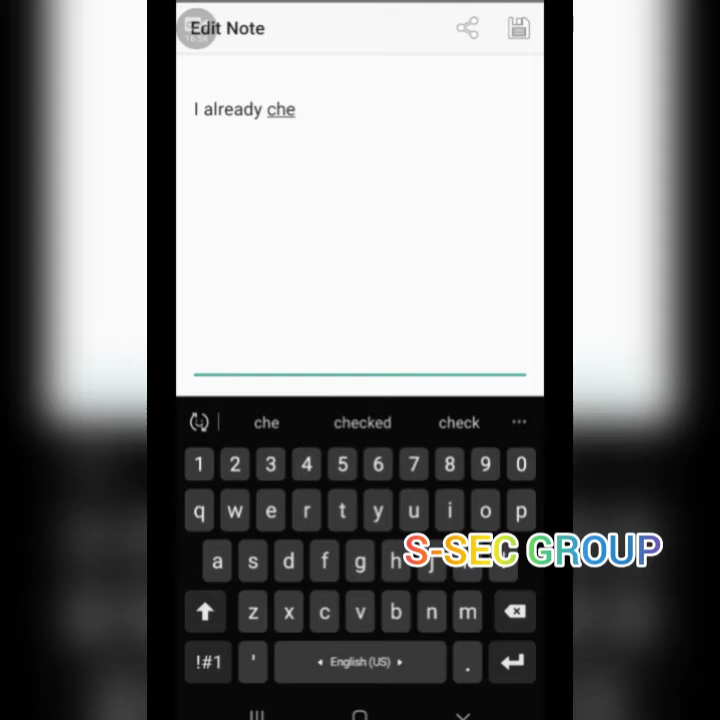 Edit Note
I already che
che checked check ...
1 2 3 4 5 6 7 8 9 0
q w e r t y u i o p
a s d f g h j
S-SEC GROUP
z x c v b n m
!#1 ' English (US) .